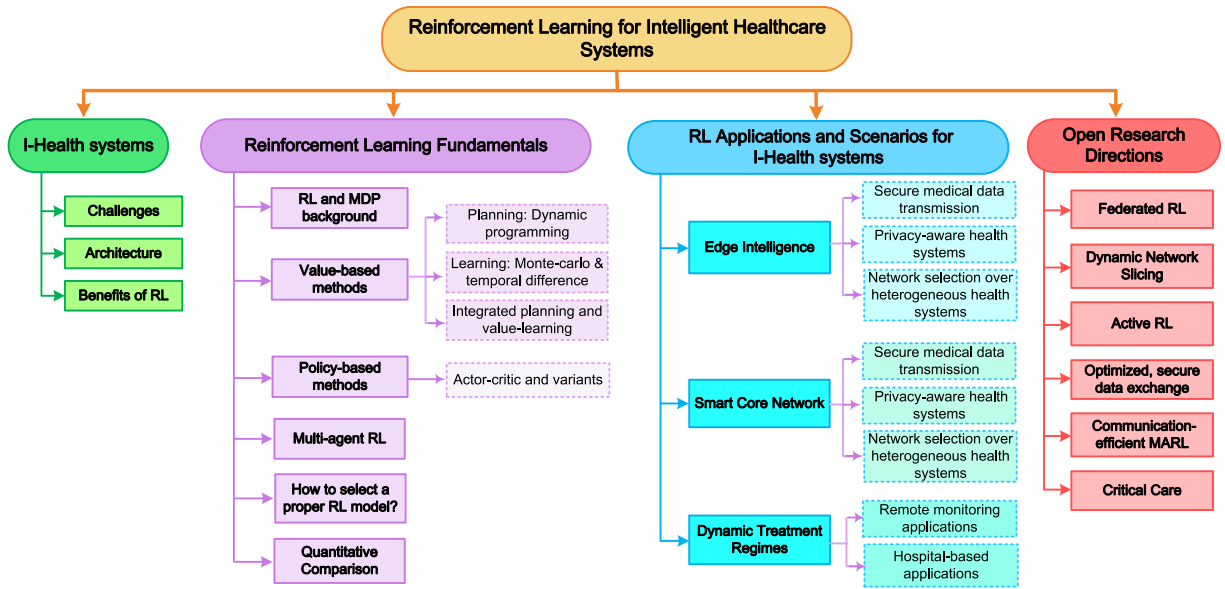 Reinforcement Learning for Intelligent Healthcare
Systems
I-Health systems
Challenges
Architecture
Benefits of RL
Reinforcement Learning Fundamentals
RL and MDP
background
Value-based
methods
Planning: Dynamic
programming
Learning: Monte-carlo &
temporal difference
Integrated planning and
value-learning
Policy-based
methods
Actor-critic and variants
Multi-agent RL
How to select a
proper RL model?
Quantitative
Comparison
RL Applications and Scenarios for
I-Health systems
Edge Intelligence
Secure medical data
transmission
Privacy-aware health
systems
Network selection over
heterogeneous health
systems
Smart Core Network
Secure medical data
transmission
Privacy-aware health
systems
Network selection over
heterogeneous health
systems
Dynamic Treatment
Regimes
Remote monitoring
applications
Hospital-based
applications
Open Research
Directions
Federated RL
Dynamic Network
Slicing
Active RL
Optimized, secure
data exchange
Communication-
efficient MARL
Critical Care